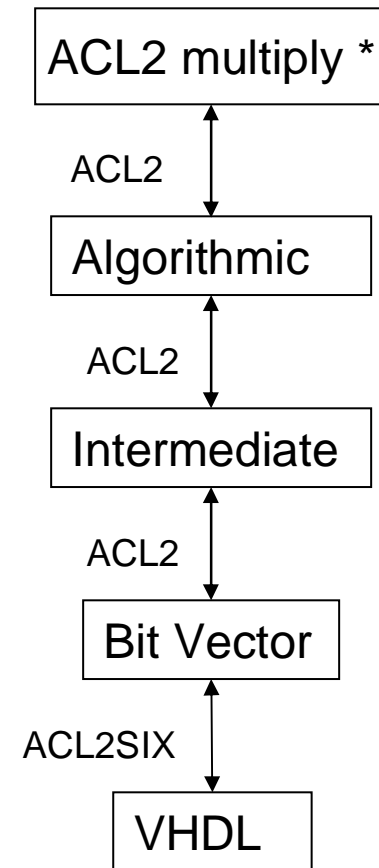 ACL2 multiply *
ACL2
Algorithmic
ACL2
Intermediate
ACL2
Bit Vector
ACL2SIX
VHDL